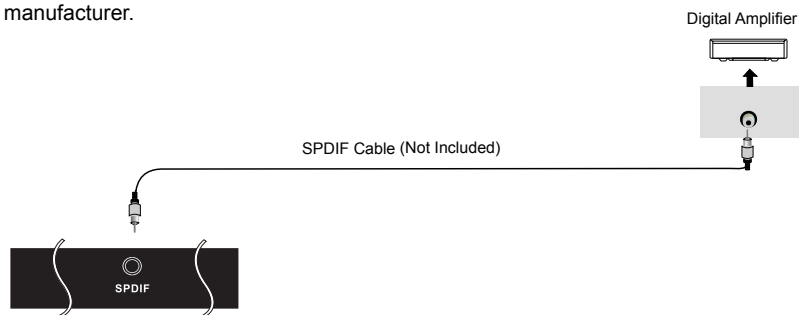 manufacturer.
Digital Amplifier
SPDIF Cable (Not Included)
SPDIF